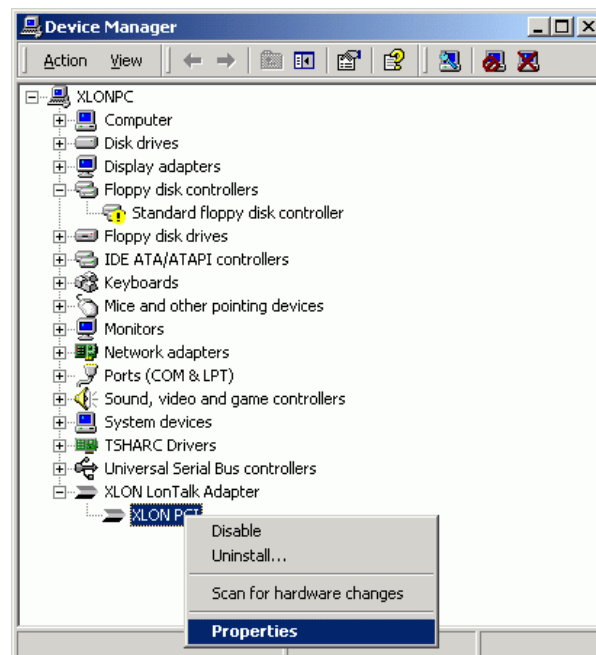 Device Manager
Action View
XLONPC
Computer
Disk drives
Display adapters
Floppy disk controllers
Standard floppy disk controller
Floppy disk drives
IDE ATA/ATAPI controllers
Keyboards
Mice and other pointing devices
Monitors
Network adapters
Ports (COM & LPT)
Sound, video and game controllers
System devices
TSHARC Drivers
Universal Serial Bus controllers
XLON LonTalk Adapter
XLON PCI
Disable
Uninstall...
Scan for hardware changes
Properties